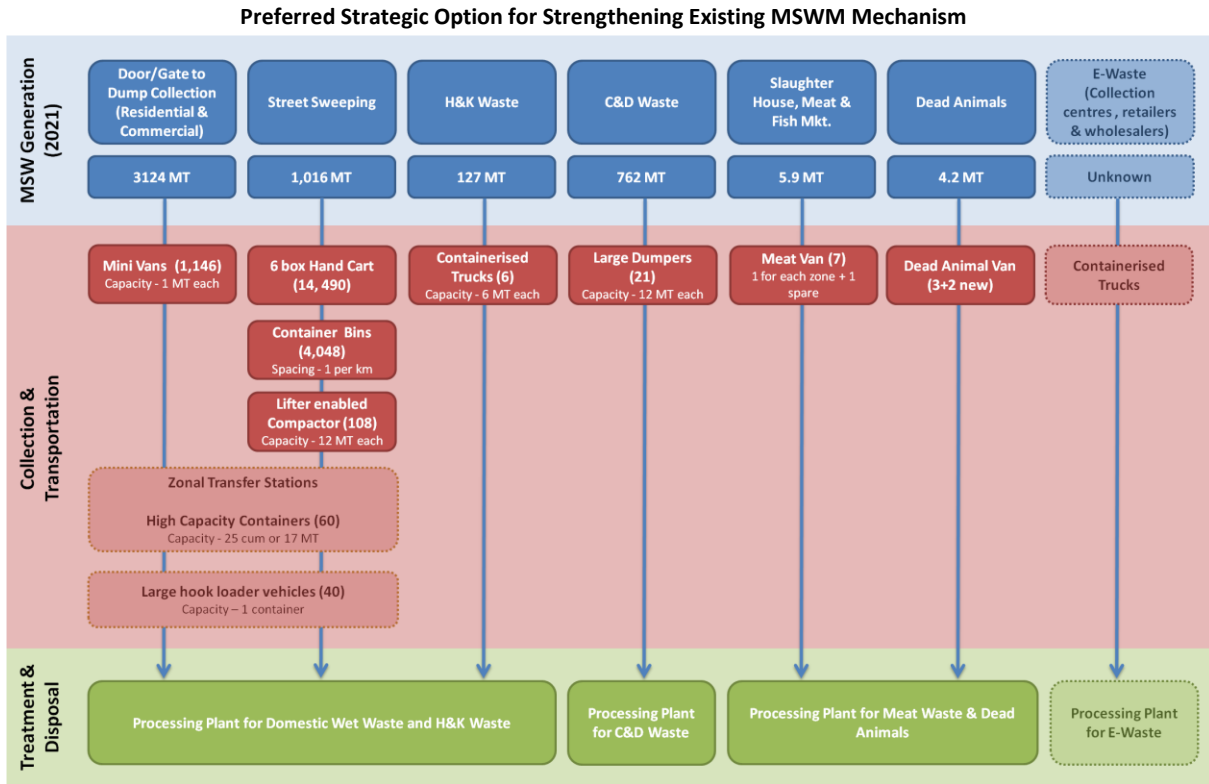 Preferred Strategic Option for Strengthening Existing MSWM Mechanism
MSW Generation
(2021)
Door/Gate to
Dump Collection
(Residential &
Commercial)
Street Sweeping
H&K Waste
C&D Waste
Slaughter
House, Meat &
Fish Mkt.
Dead Animals
E-Waste
(Collection
centres , retailers
& wholesalers)
3124 MT
1,016 MT
127 MT
762 MT
5.9 MT
4.2 MT
Unknown
Collection &
Transportation
Mini Vans (1,146)
Capacity - 1 MT each
6 box Hand Cart
(14, 490)
Containerised
Trucks (6)
Capacity - 6 MT each
Large Dumpers
(21)
Capacity - 12 MT each
Meat Van (7)
1 for each zone + 1
spare
Dead Animal Van
(3+2 new)
Containerised
Trucks
Container Bins
(4,048)
Spacing - 1 per km
Lifter enabled
Compactor (108)
Capacity - 12 MT each
Zonal Transfer Stations
High Capacity Containers (60)
Capacity - 25 cum or 17 MT
Large hook loader vehicles (40)
Capacity – 1 container
Treatment &
Disposal
Processing Plant for Domestic Wet Waste and H&K Waste
Processing Plant
for C&D Waste
Processing Plant for Meat Waste & Dead
Animals
Processing Plant
for E-Waste